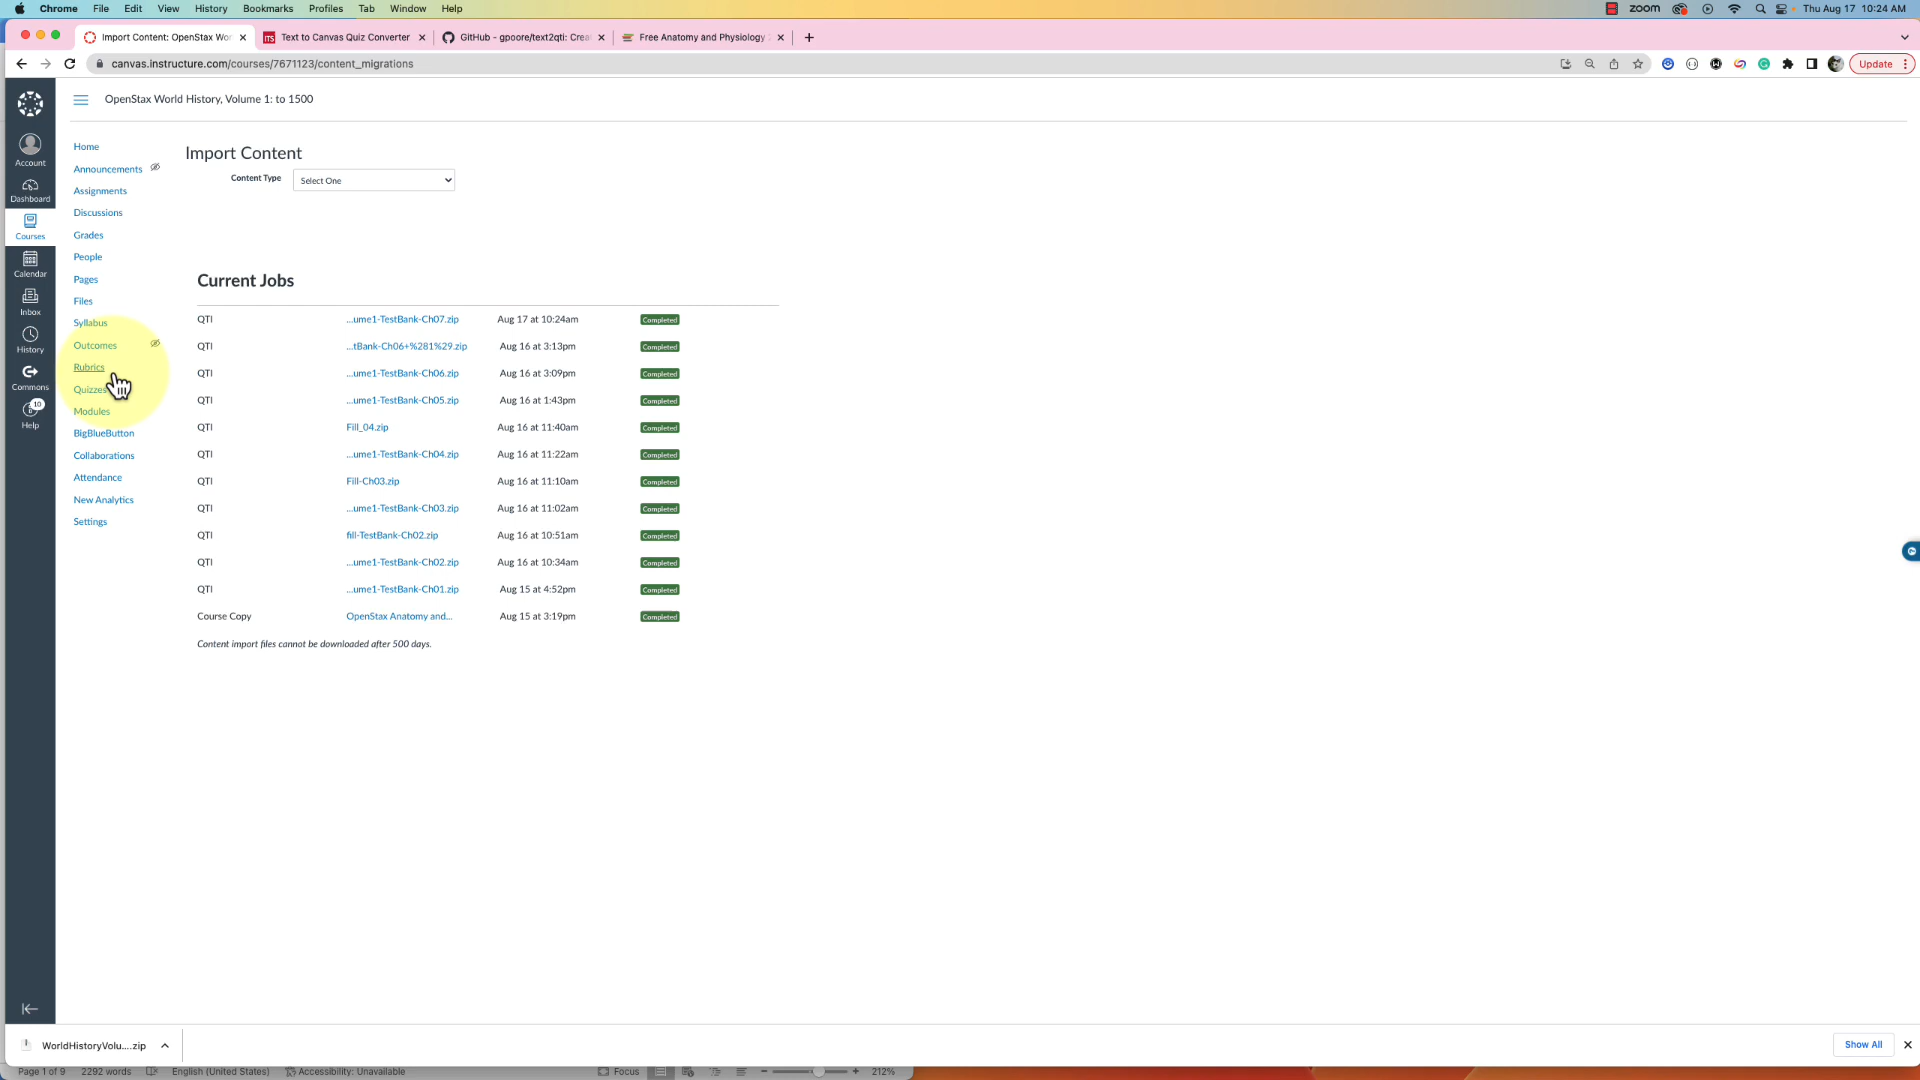 Chrome File Edit View History Bookmarks Profiles Tab Window Help zoom Thu Aug 17 10:24 AM
Import Content: OpenStax Wor Text to Canvas Quiz Converter GitHub - gpoore/text2qti: Crea Free Anatomy and Physiology
canvas.instructure.com/courses/7671123/content_migrations Update
OpenStax World History, Volume 1: to 1500
Account
Dashboard
Courses
Calendar
Inbox
History
Commons
10
Help
Home
Announcements
Assignments
Discussions
Grades
People
Pages
Files
Syllabus
Outcomes
Rubrics
Quizzes
Modules
BigBlueButton
Collaborations
Attendance
New Analytics
Settings
Import Content
Content Type Select One
Current Jobs
QTI ...ume1-TestBank-Ch07.zip Aug 17 at 10:24am Completed
QTI ...tBank-Ch06+%281%29.zip Aug 16 at 3:13pm Completed
QTI ...ume1-TestBank-Ch06.zip Aug 16 at 3:09pm Completed
QTI ...ume1-TestBank-Ch05.zip Aug 16 at 1:43pm Completed
QTI Fill_04.zip Aug 16 at 11:40am Completed
QTI ...ume1-TestBank-Ch04.zip Aug 16 at 11:22am Completed
QTI Fill-Ch03.zip Aug 16 at 11:10am Completed
QTI ...ume1-TestBank-Ch03.zip Aug 16 at 11:02am Completed
QTI fill-TestBank-Ch02.zip Aug 16 at 10:51am Completed
QTI ...ume1-TestBank-Ch02.zip Aug 16 at 10:34am Completed
QTI ...ume1-TestBank-Ch01.zip Aug 15 at 4:52pm Completed
Course Copy OpenStax Anatomy and... Aug 15 at 3:19pm Completed
Content import files cannot be downloaded after 500 days.
WorldHistoryVolu....zip Show All
Page 1 of 9 2292 words English (United States) Accessibility: Unavailable Focus 212%